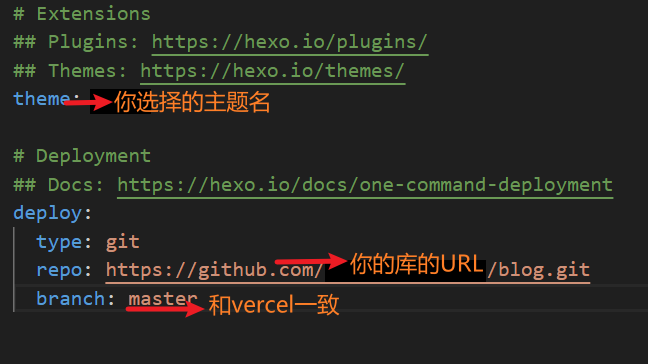 # Extensions
## Plugins: https://hexo.io/plugins/
## Themes: https://hexo.io/themes/
theme: 你选择的主题名
# Deployment
## Docs: https://hexo.io/docs/one-command-deployment
deploy:
type: git
repo: https://github.com/ 你的库的URL /blog.git
branch: master 和vercel一致